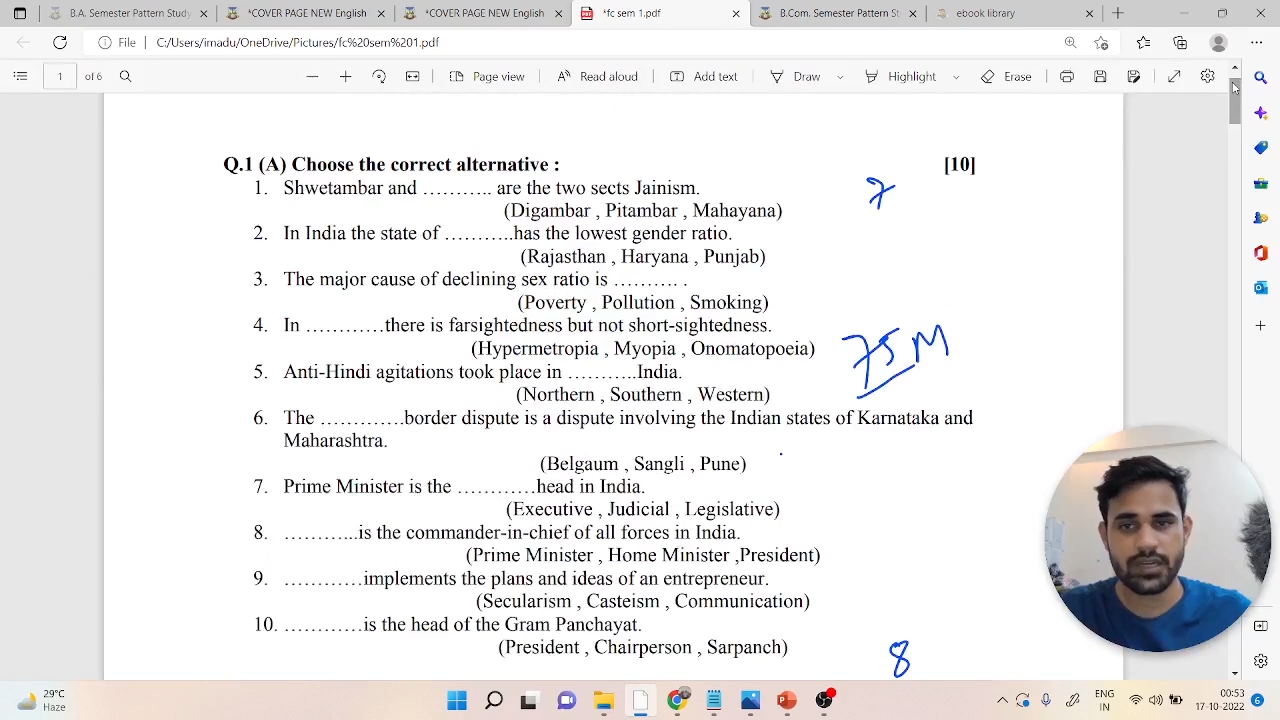 B.A. Semester Pattern Study
*COVER PAGE NEW English
*COVER PAGE NEW English
*fc sem 1.pdf
B.Com. Semester Pattern St
ebook library
File C:/Users/imadu/OneDrive/Pictures/fc%20sem%201.pdf
1 of 6
Page view
Read aloud
Add text
Draw
Highlight
Erase
Q.1 (A) Choose the correct alternative : [10]
1. Shwetambar and ……….. are the two sects Jainism.
(Digambar , Pitambar , Mahayana)
7
2. In India the state of ………..has the lowest gender ratio.
(Rajasthan , Haryana , Punjab)
3. The major cause of declining sex ratio is ………. .
(Poverty , Pollution , Smoking)
4. In …………there is farsightedness but not short-sightedness.
(Hypermetropia , Myopia , Onomatopoeia)
75 M
5. Anti-Hindi agitations took place in ………..India.
(Northern , Southern , Western)
6. The ………….border dispute is a dispute involving the Indian states of Karnataka and
Maharashtra.
(Belgaum , Sangli , Pune)
7. Prime Minister is the …………head in India.
(Executive , Judicial , Legislative)
8. ………...is the commander-in-chief of all forces in India.
(Prime Minister , Home Minister ,President)
9. …………implements the plans and ideas of an entrepreneur.
(Secularism , Casteism , Communication)
10. …………is the head of the Gram Panchayat.
(President , Chairperson , Sarpanch)
8
29°C
Haze
ENG
IN
00:53
17-10-2022
6